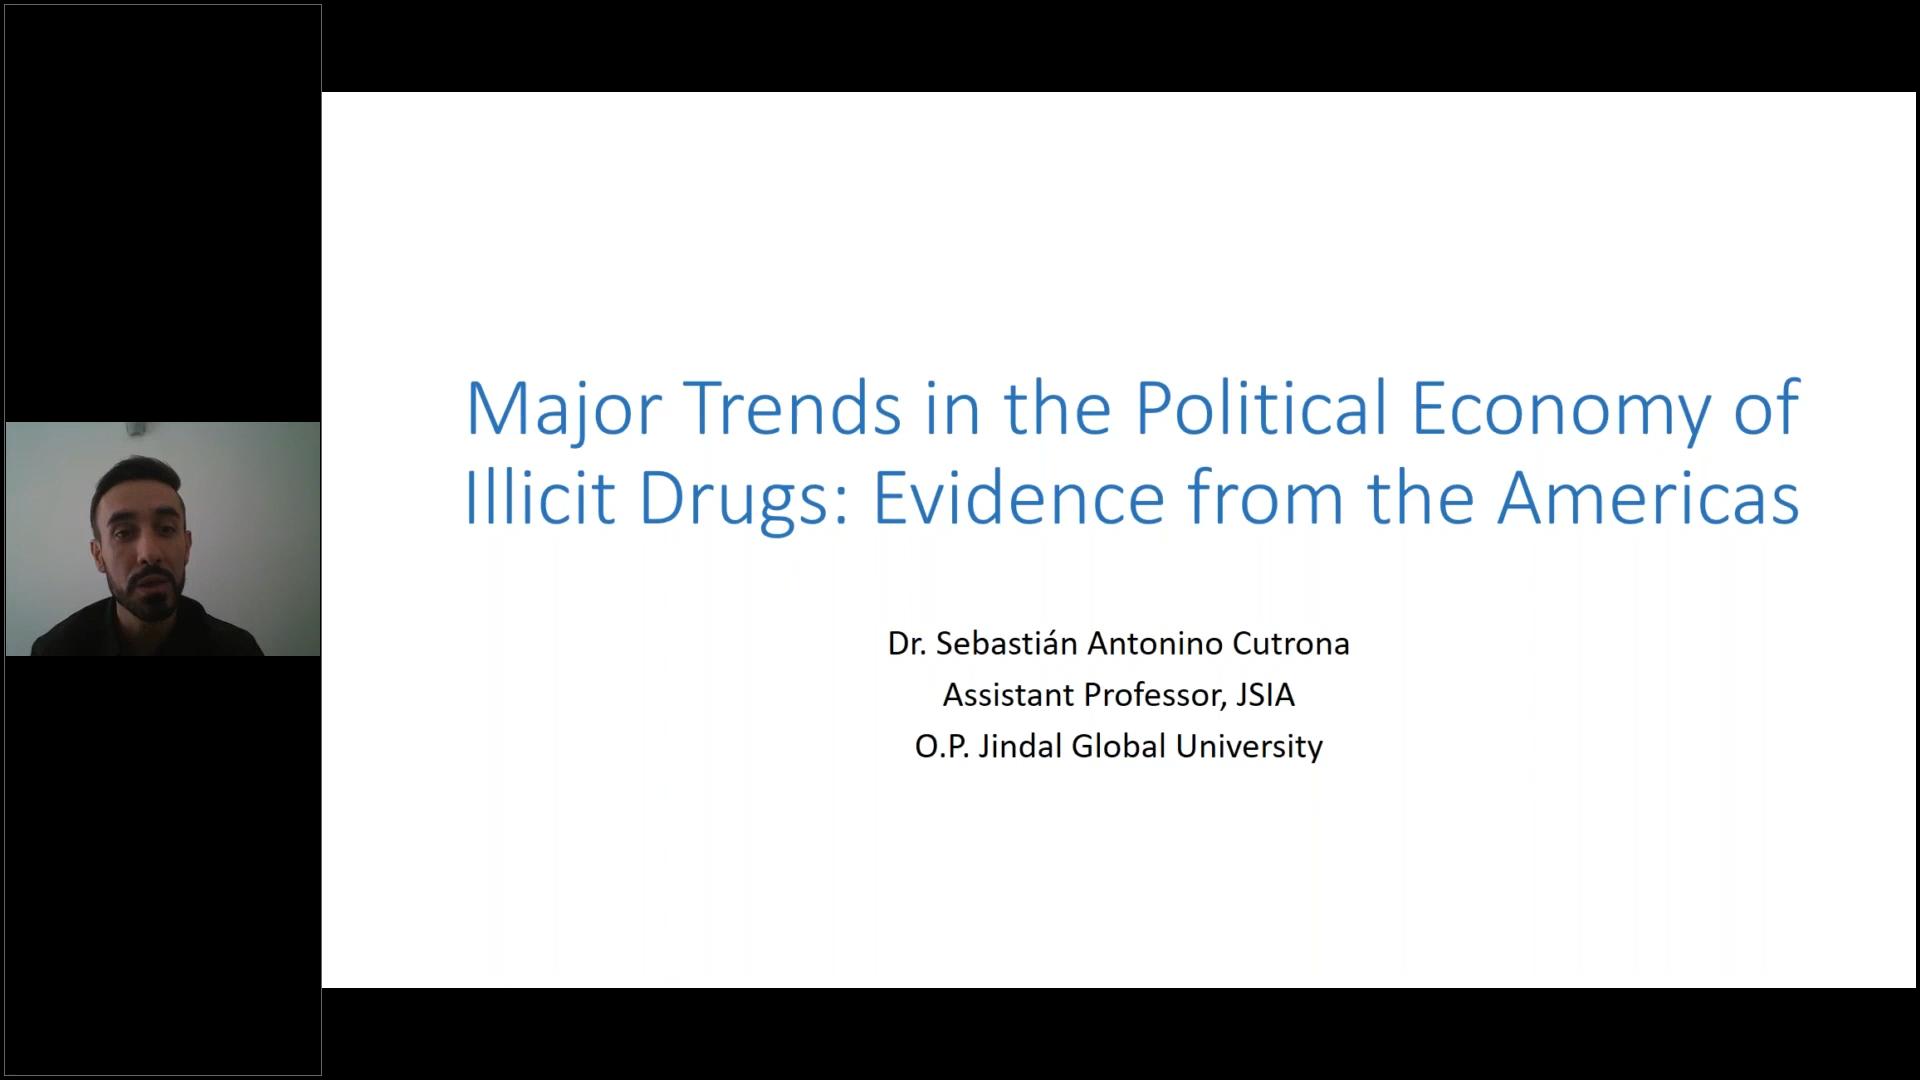 Major Trends in the Political Economy of
Illicit Drugs: Evidence from the Americas
Dr. Sebastián Antonino Cutrona
Assistant Professor, JSIA
O.P. Jindal Global University